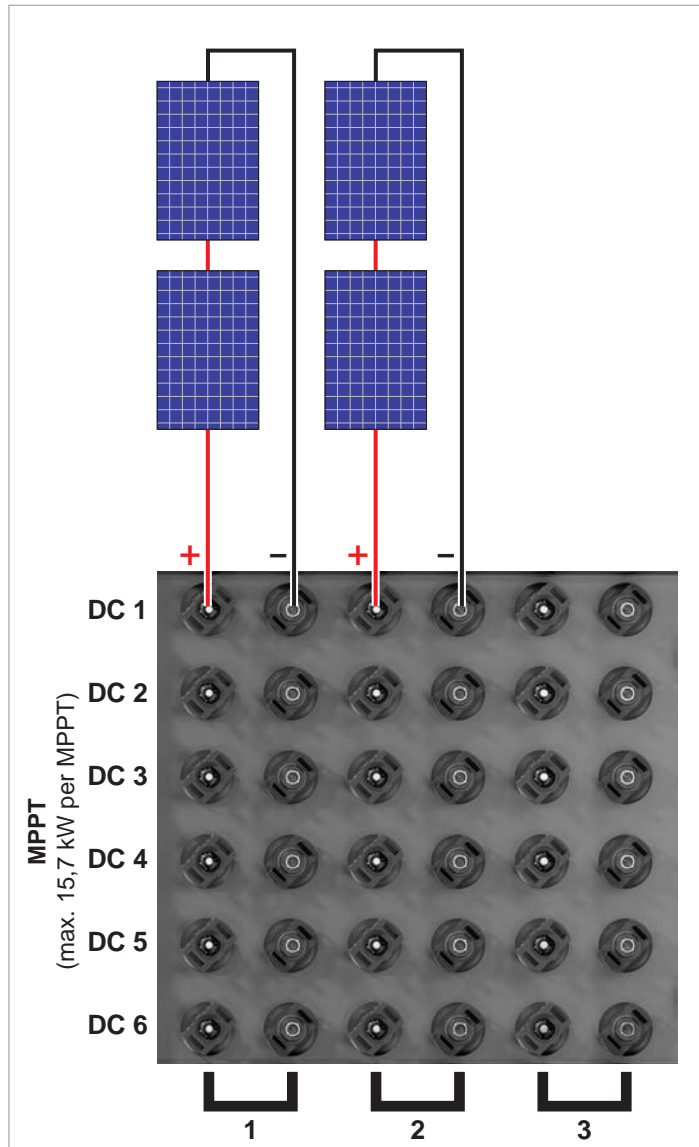 + − + −
DC 1
DC 2
DC 3
DC 4
DC 5
DC 6
MPPT
(max. 15,7 kW per MPPT)
1 2 3